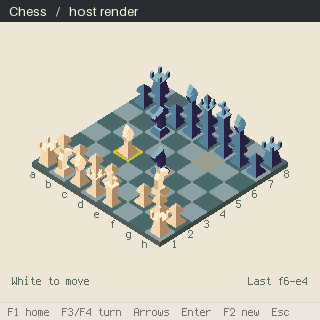 Chess / host render
8
7
6
5
4
3
2
1
a
b
c
d
e
f
g
h
White to move
Last f6-e4
F1 home F3/F4 turn Arrows Enter F2 new Esc